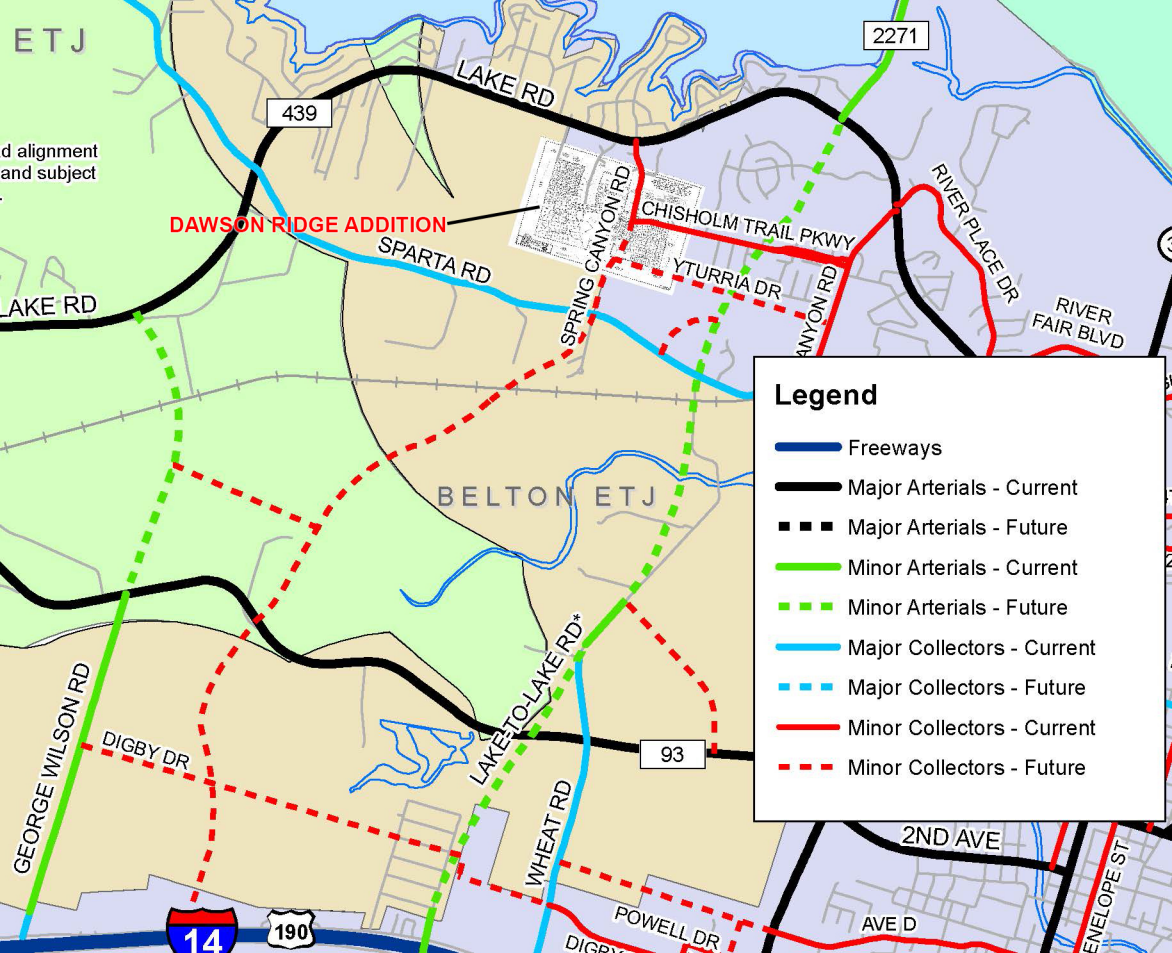 ETJ
2271
LAKE RD
439
d alignment
and subject
RIVER PLACE DR
SPRING CANYON RD
CHISHOLM TRAIL PKWY
DAWSON RIDGE ADDITION
SPARTA RD
YTURRIA DR
LAKE RD
ANYON RD
RIVER
FAIR BLVD
Legend
Freeways
Major Arterials - Current
Major Arterials - Future
Minor Arterials - Current
Minor Arterials - Future
Major Collectors - Current
Major Collectors - Future
Minor Collectors - Current
Minor Collectors - Future
BELTON ETJ
LAKE-TO-LAKE RD*
GEORGE WILSON RD
DIGBY DR
93
WHEAT RD
2ND AVE
ENELOPE ST
POWELL DR
AVE D
DIGBY
14
190